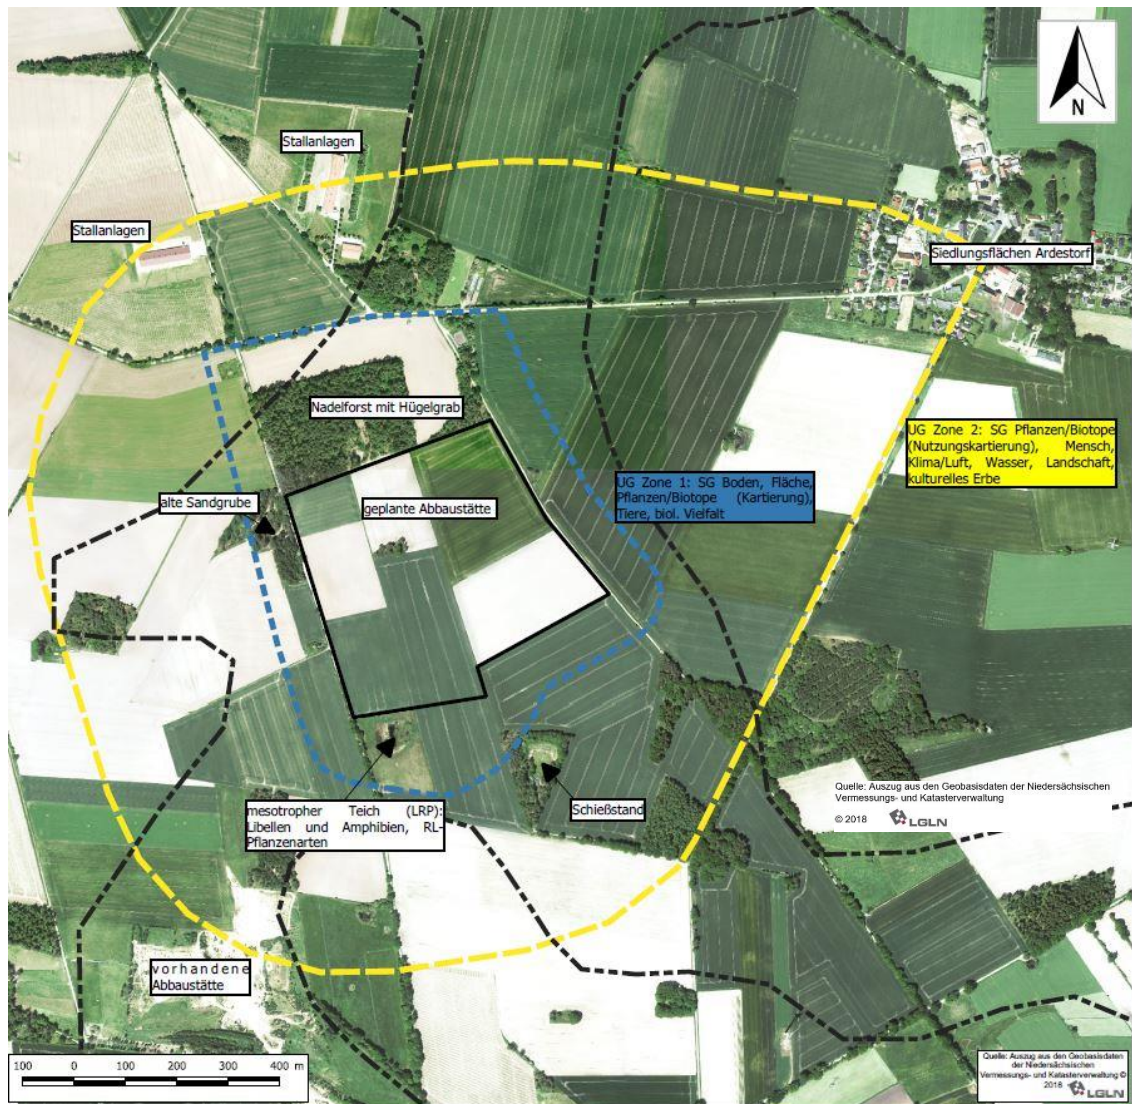 N
Stallanlagen
Stallanlagen
Siedlungsflächen Ardestorf
Nadelforst mit Hügelgrab
UG Zone 2: SG Pflanzen/Biotope
(Nutzungskartierung), Mensch,
Klima/Luft, Wasser, Landschaft,
kulturelles Erbe
UG Zone 1: SG Boden, Fläche,
Pflanzen/Biotope (Kartierung),
Tiere, biol. Vielfalt
alte Sandgrube
geplante Abbaustätte
mesotropher Teich (LRP):
Libellen und Amphibien, RL-
Pflanzenarten
Schießstand
Quelle: Auszug aus den Geobasisdaten der Niedersächsischen
Vermessungs- und Katasterverwaltung
© 2018 LGLN
vorhandene
Abbaustätte
100 0 100 200 300 400 m
Quelle: Auszug aus den Geobasisdaten
der Niedersächsischen
Vermessungs- und Katasterverwaltung ©
2018 LGLN